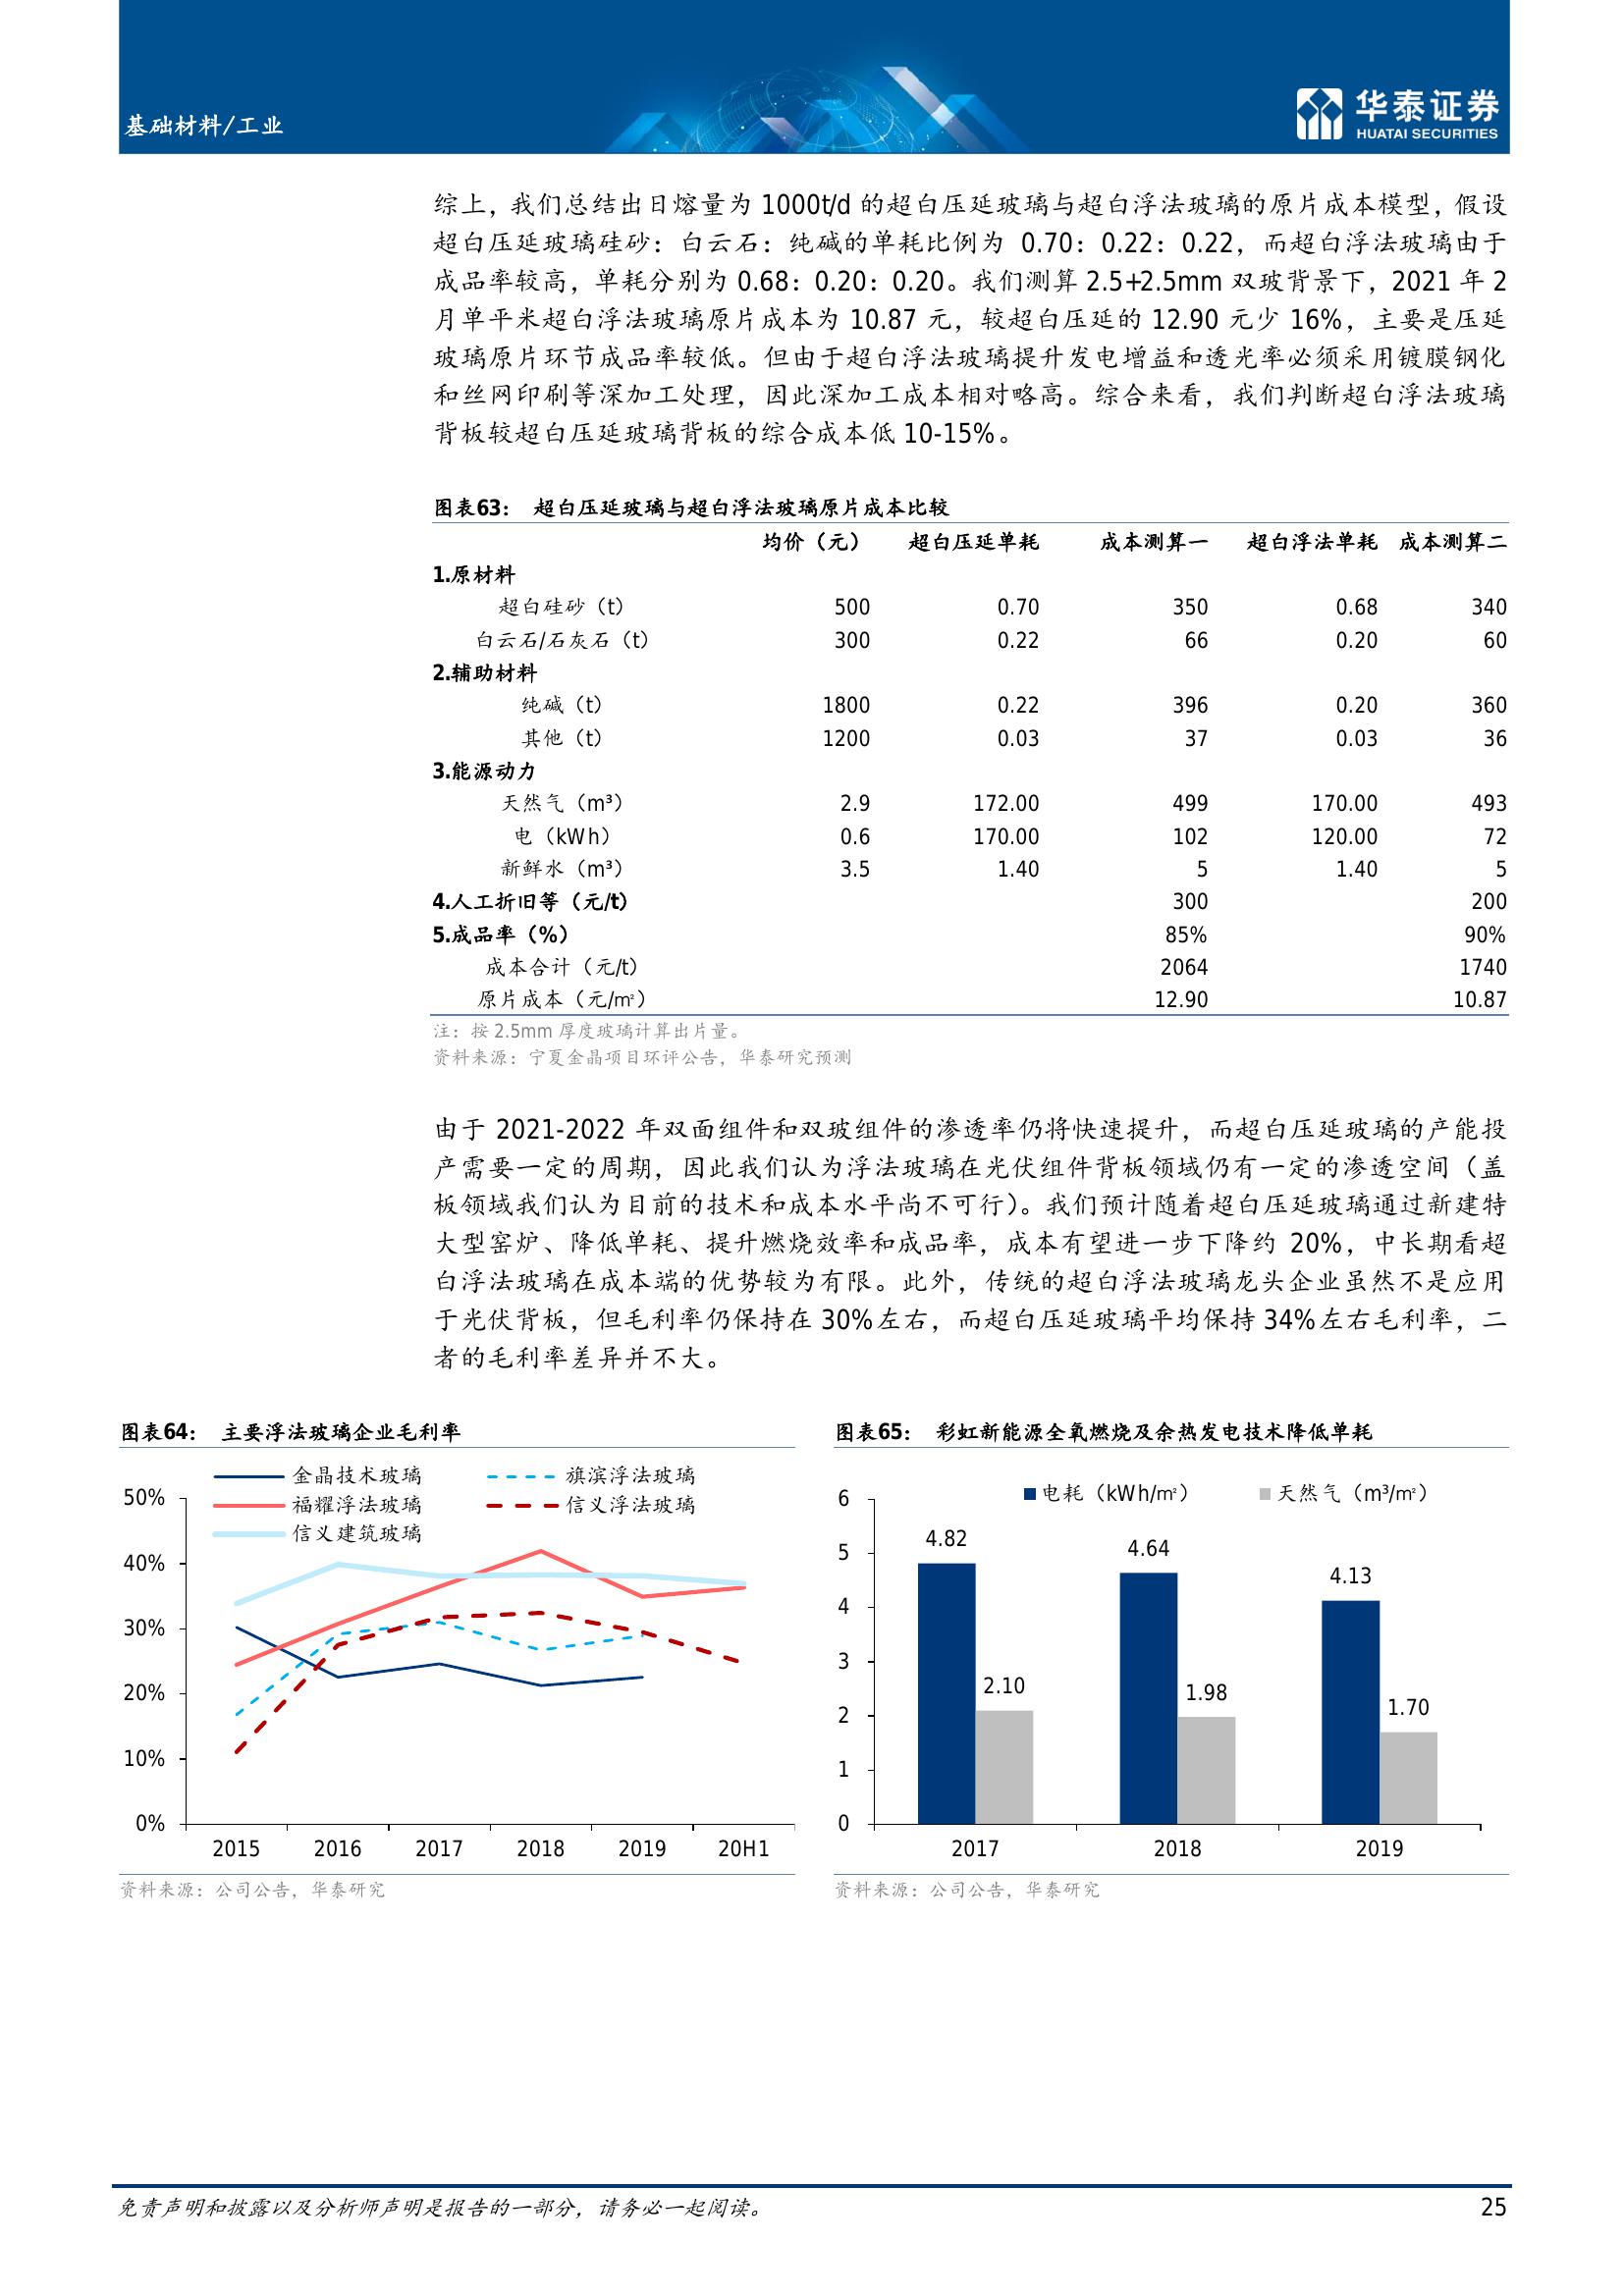 基础材料/工业
华泰证券
HUATAI SECURITIES
综上，我们总结出日熔量为 1000t/d 的超白压延玻璃与超白浮法玻璃的原片成本模型，假设
超白压延玻璃硅砂：白云石：纯碱的单耗比例为 0.70：0.22：0.22，而超白浮法玻璃由于
成品率较高，单耗分别为 0.68：0.20：0.20。我们测算 2.5+2.5mm 双玻背景下，2021 年 2
月单平米超白浮法玻璃原片成本为 10.87 元，较超白压延的 12.90 元少 16%，主要是压延
玻璃原片环节成品率较低。但由于超白浮法玻璃提升发电增益和透光率必须采用镀膜钢化
和丝网印刷等深加工处理，因此深加工成本相对略高。综合来看，我们判断超白浮法玻璃
背板较超白压延玻璃背板的综合成本低 10-15%。
图表63： 超白压延玻璃与超白浮法玻璃原片成本比较
均价（元） 超白压延单耗 成本测算一 超白浮法单耗 成本测算二
1.原材料
超白硅砂（t） 500 0.70 350 0.68 340
白云石/石灰石（t） 300 0.22 66 0.20 60
2.辅助材料
纯碱（t） 1800 0.22 396 0.20 360
其他（t） 1200 0.03 37 0.03 36
3.能源动力
天然气（m³） 2.9 172.00 499 170.00 493
电（kWh） 0.6 170.00 102 120.00 72
新鲜水（m³） 3.5 1.40 5 1.40 5
4.人工折旧等（元/t） 300 200
5.成品率（%） 85% 90%
成本合计（元/t） 2064 1740
原片成本（元/㎡） 12.90 10.87
注：按 2.5mm 厚度玻璃计算出片量。
资料来源：宁夏金晶项目环评公告，华泰研究预测
由于 2021-2022 年双面组件和双玻组件的渗透率仍将快速提升，而超白压延玻璃的产能投
产需要一定的周期，因此我们认为浮法玻璃在光伏组件背板领域仍有一定的渗透空间（盖
板领域我们认为目前的技术和成本水平尚不可行）。我们预计随着超白压延玻璃通过新建特
大型窑炉、降低单耗、提升燃烧效率和成品率，成本有望进一步下降约 20%，中长期看超
白浮法玻璃在成本端的优势较为有限。此外，传统的超白浮法玻璃龙头企业虽然不是应用
于光伏背板，但毛利率仍保持在 30%左右，而超白压延玻璃平均保持 34%左右毛利率，二
者的毛利率差异并不大。
图表64： 主要浮法玻璃企业毛利率
金晶技术玻璃 旗滨浮法玻璃
福耀浮法玻璃 信义浮法玻璃
信义建筑玻璃
50%
40%
30%
20%
10%
0%
2015 2016 2017 2018 2019 20H1
资料来源：公司公告，华泰研究
图表65： 彩虹新能源全氧燃烧及余热发电技术降低单耗
电耗（kWh/㎡） 天然气（m³/㎡）
6
5
4
3
2
1
0
4.82
2.10
4.64
1.98
4.13
1.70
2017 2018 2019
资料来源：公司公告，华泰研究
免责声明和披露以及分析师声明是报告的一部分，请务必一起阅读。
25